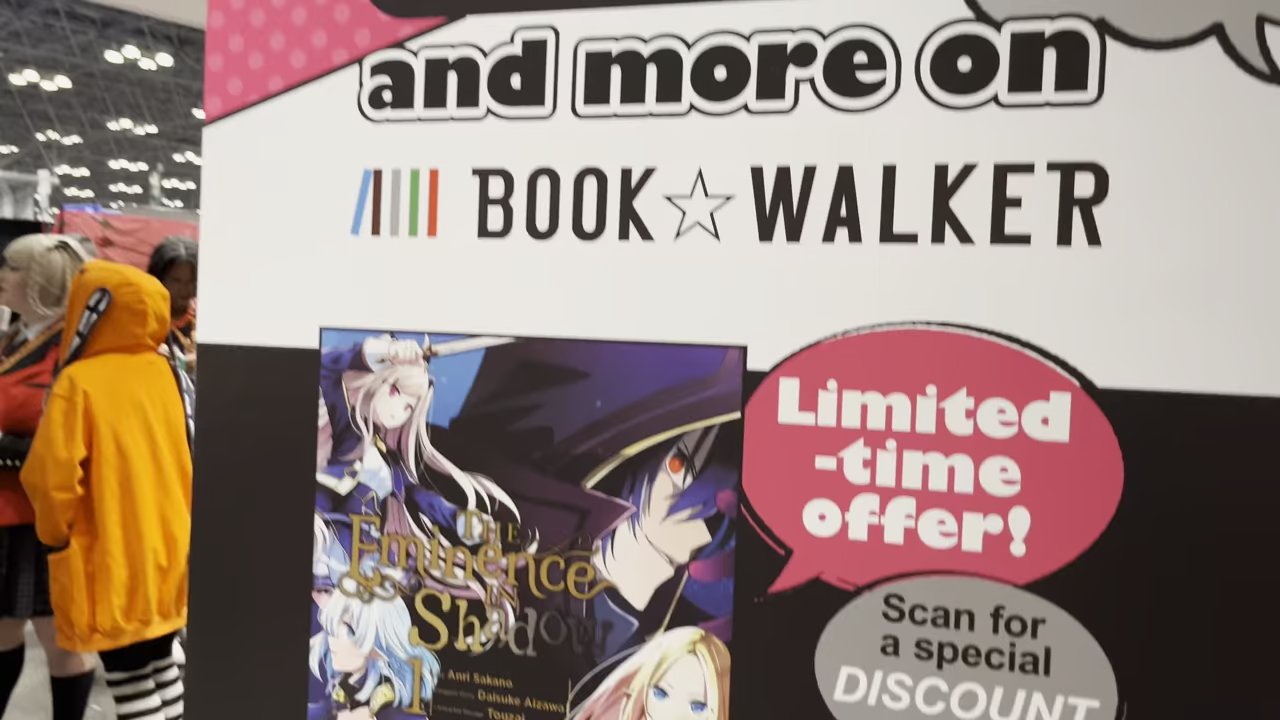 and more on
BOOK☆WALKER
Limited
-time
offer!
Scan for
a special
DISCOUNT
THE
Eminence
IN
Shadow
1
Anri Sakano
Daisuke Aizawa
Touzai